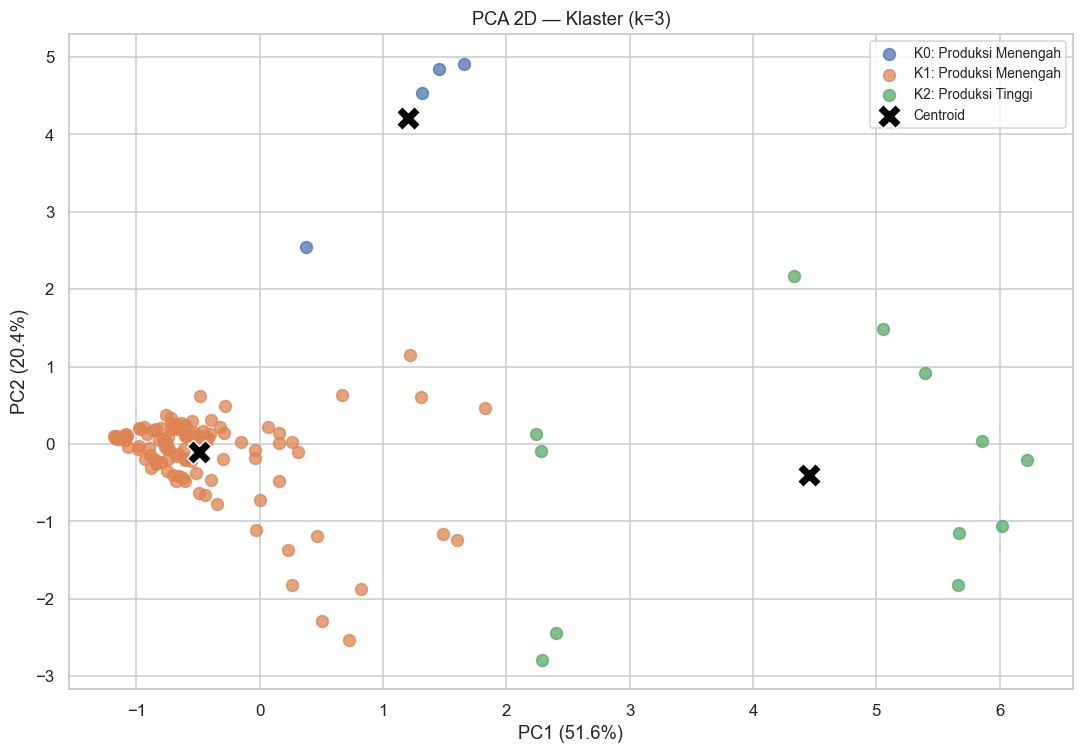 PCA 2D — Klaster (k=3)
K0: Produksi Menengah
K1: Produksi Menengah
K2: Produksi Tinggi
Centroid
PC2 (20.4%)
5
4
3
2
1
0
−1
−2
−3
−1
0
1
2
3
4
5
6
PC1 (51.6%)